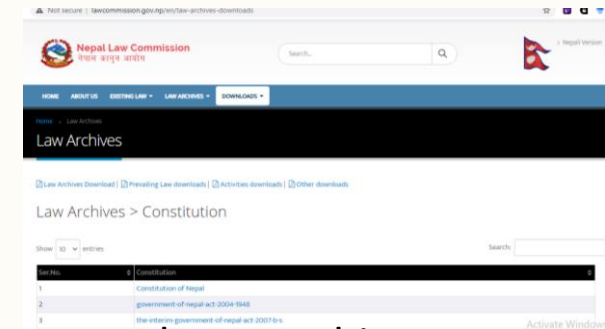 Not secure | lawcommission.gov.np/en/law-archives-downloads
Nepal Law Commission
नेपाल कानून आयोग
Search..
> Nepali Version
HOME ABOUT US EXISTING LAW LAW ARCHIVES DOWNLOADS
Home > Law Archives
Law Archives
Law Archives Download | Prevailing Law downloads | Activities downloads | Other downloads
Law Archives > Constitution
Show 10 entries
Search:
Ser.No. Constitution
1 Constitution of Nepal
2 government-of-nepal-act-2004-1948
3 the-interim-government-of-nepal-act-2007-b-s
Activate Windows